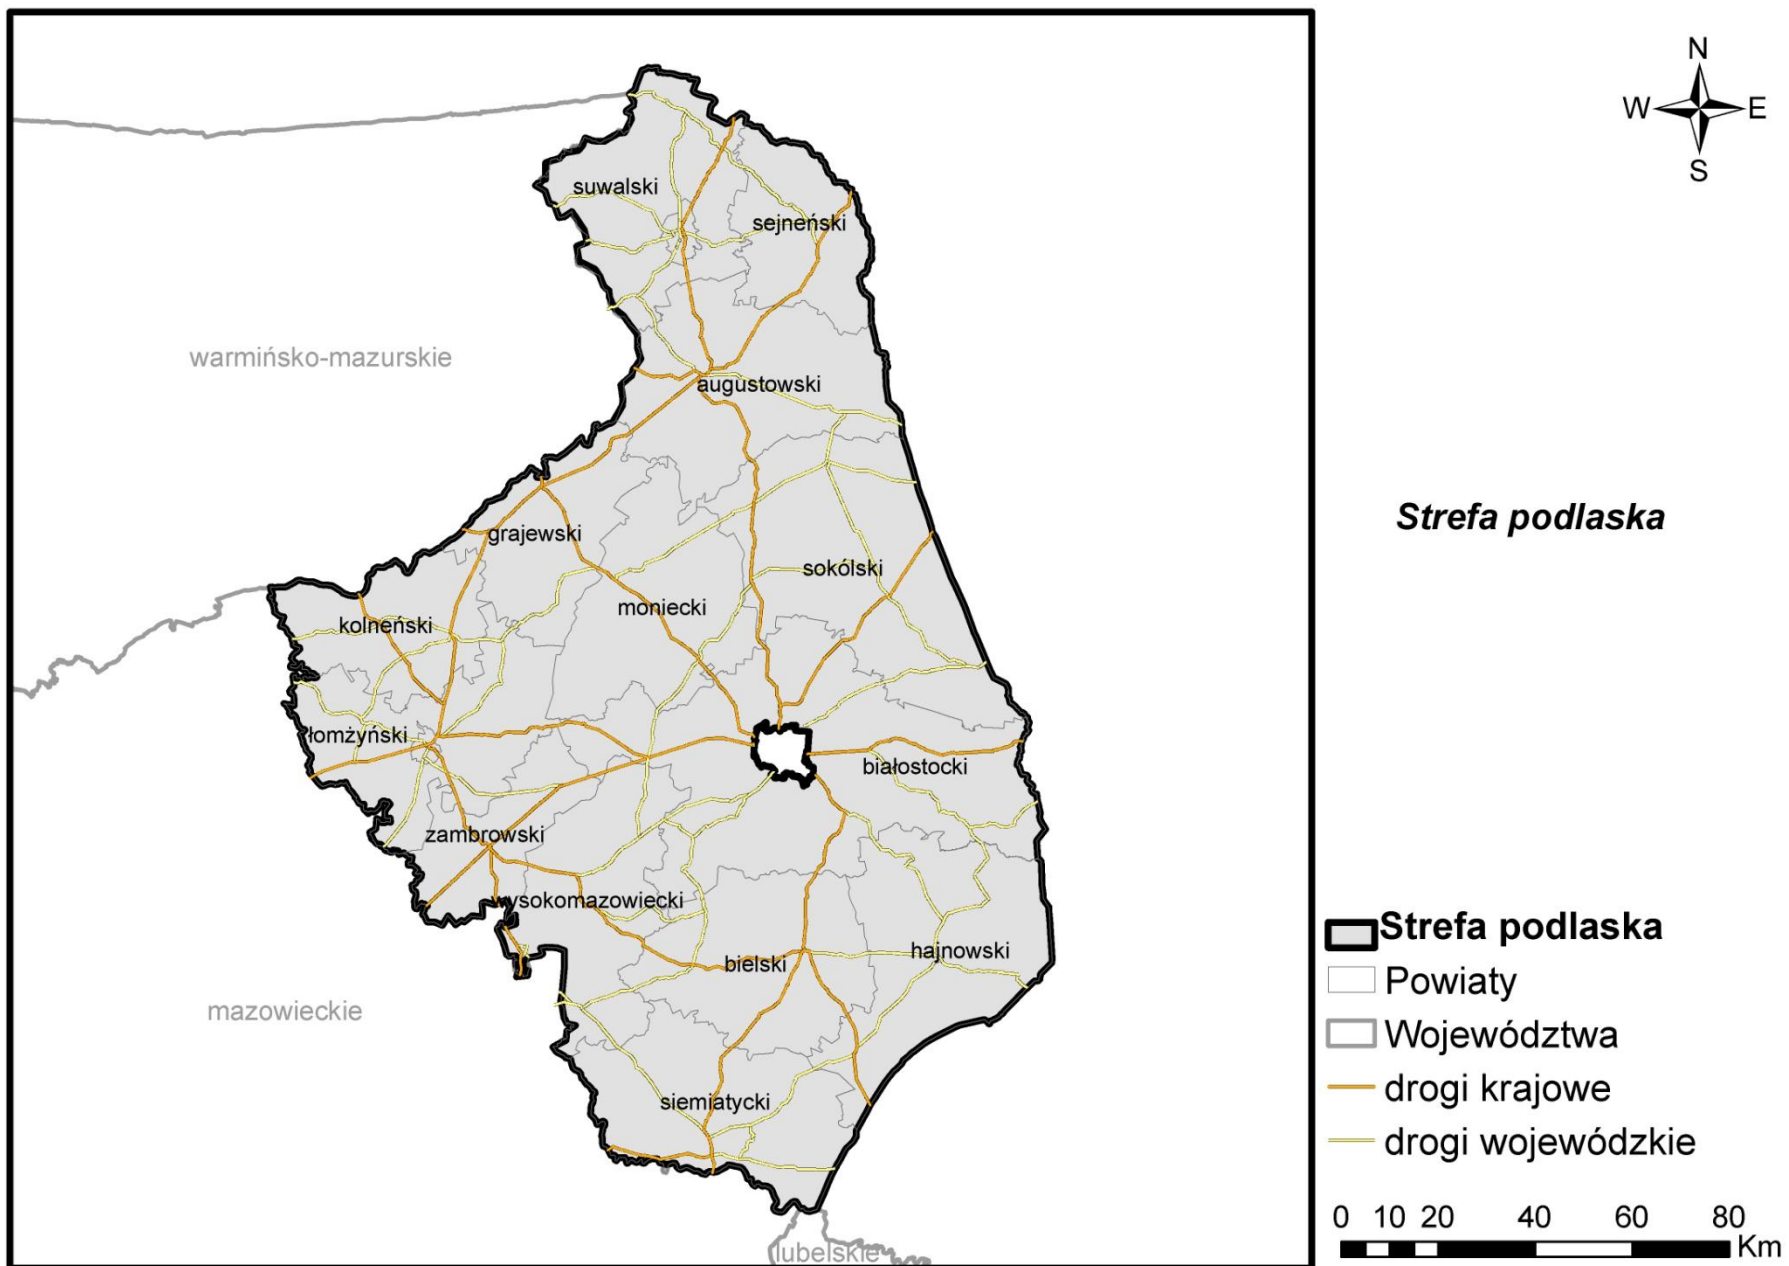 N
W E
S
suwalski
sejneński
warmińsko-mazurskie
augustowski
Strefa podlaska
grajewski
sokólski
moniecki
kolneński
łomżyński
białostocki
zambrowski
wysokomazowiecki
bielski
hajnowski
mazowieckie
siemiatycki
lubelskie
Strefa podlaska
Powiaty
Województwa
drogi krajowe
drogi wojewódzkie
0 10 20 40 60 80
Km